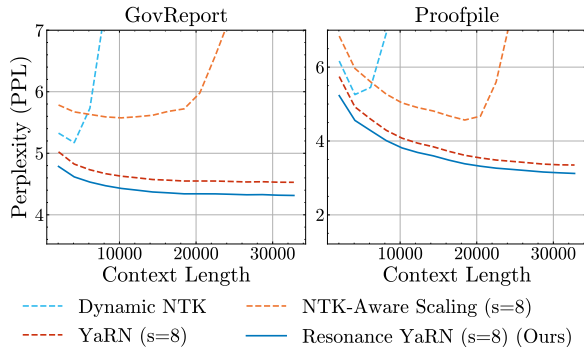 GovReport
Proofpile
Perplexity (PPL)
7
6
5
4
10000 20000 30000
Context Length
6
4
2
10000 20000 30000
Context Length
Dynamic NTK
NTK-Aware Scaling (s=8)
YaRN (s=8)
Resonance YaRN (s=8) (Ours)